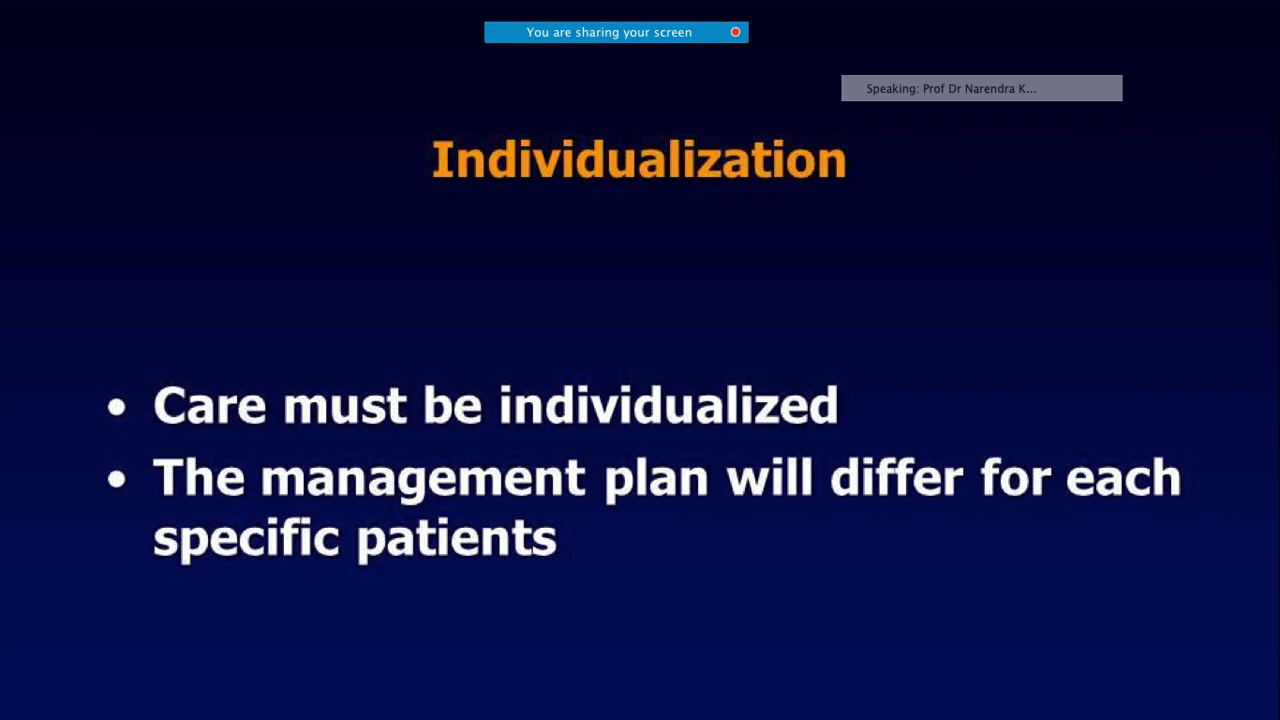 You are sharing your screen
Speaking: Prof Dr Narendra K...
Individualization
• Care must be individualized
• The management plan will differ for each
specific patients